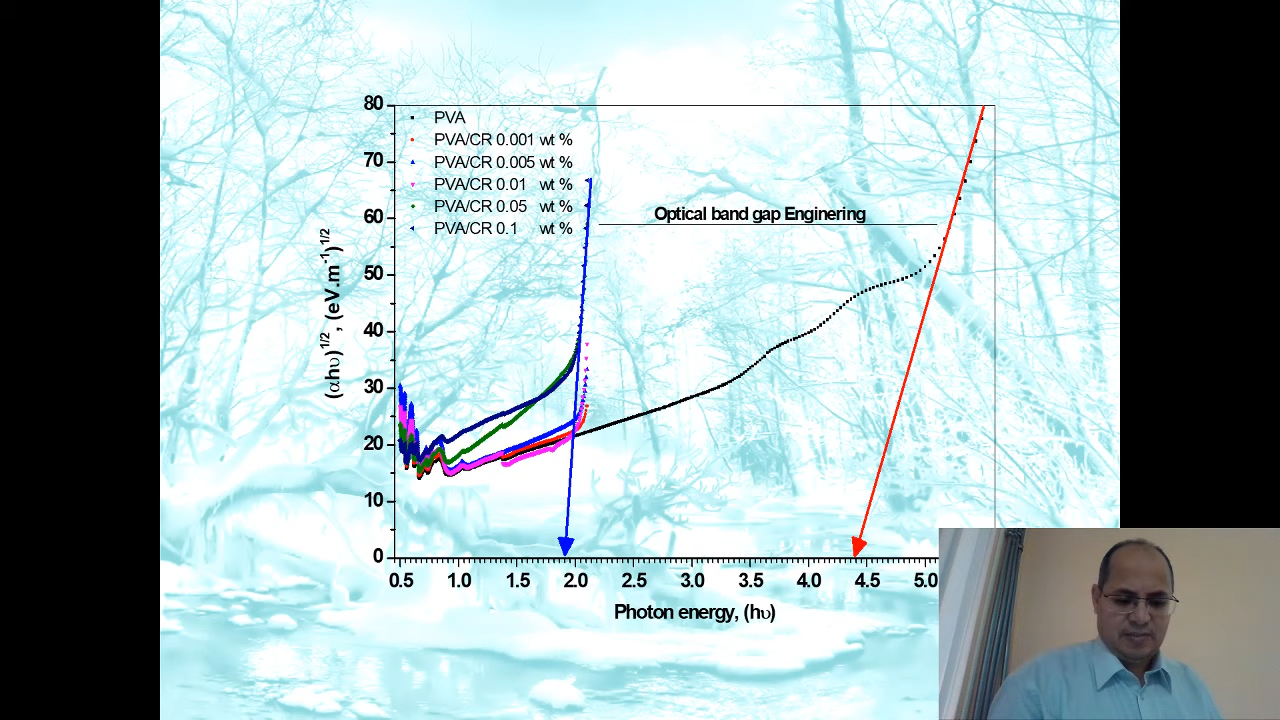 80
70
60
50
40
30
20
10
0
(αhυ)^1/2, (eV.m^-1)^1/2
PVA
PVA/CR 0.001 wt %
PVA/CR 0.005 wt %
PVA/CR 0.01 wt %
PVA/CR 0.05 wt %
PVA/CR 0.1 wt %
Optical band gap Enginering
0.5 1.0 1.5 2.0 2.5 3.0 3.5 4.0 4.5 5.0
Photon energy, (hυ)